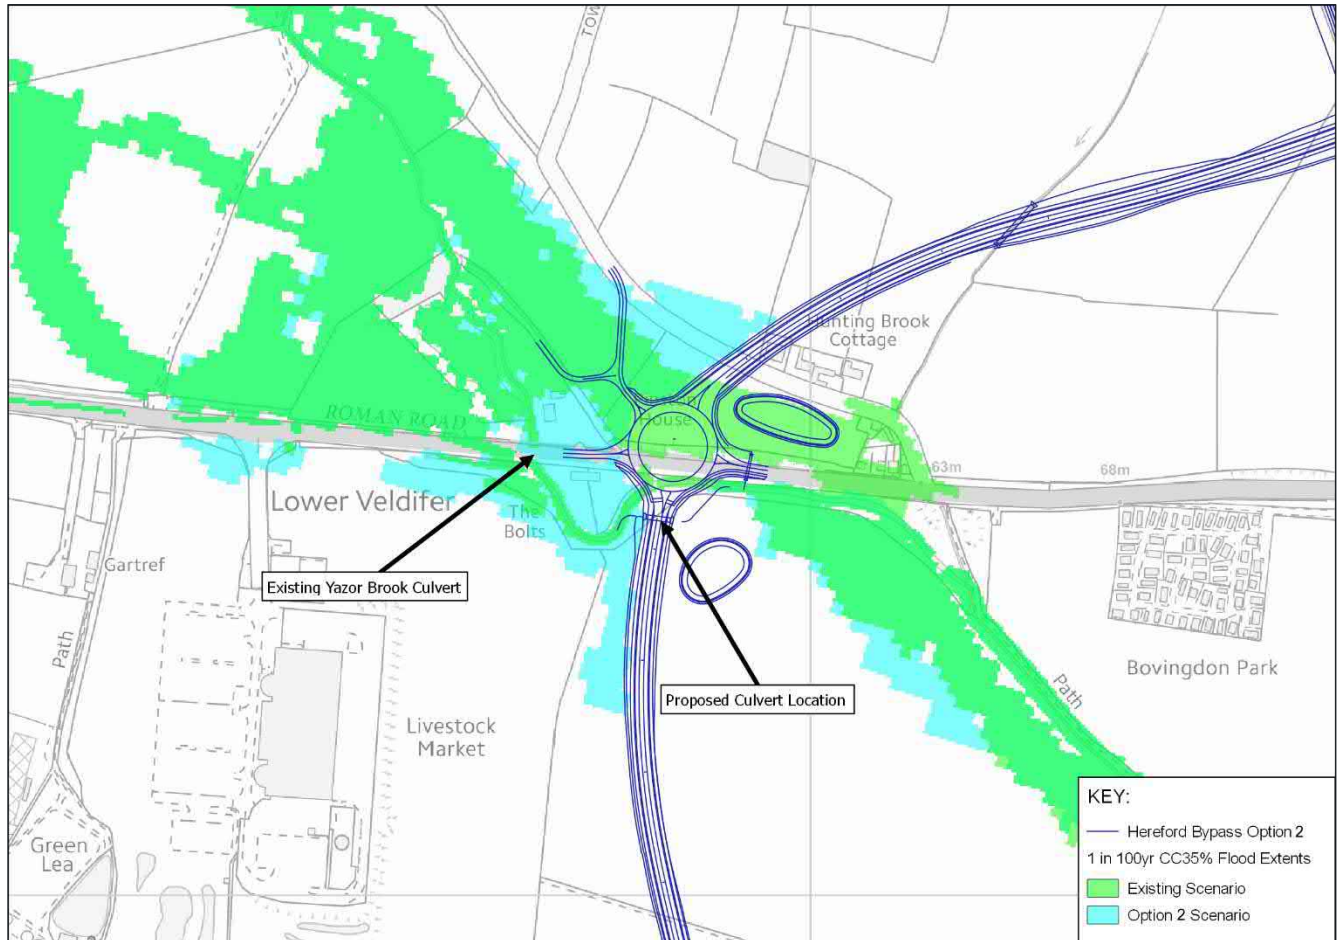 TOW
Hunting Brook
Cottage
House
ROMAN ROAD
63m
68m
Lower Veldifer
The
Bolts
Gartref
Existing Yazor Brook Culvert
Path
Bovingdon Park
Proposed Culvert Location
Path
Livestock
Market
Green
Lea
KEY:
Hereford Bypass Option 2
1 in 100yr CC35% Flood Extents
Existing Scenario
Option 2 Scenario